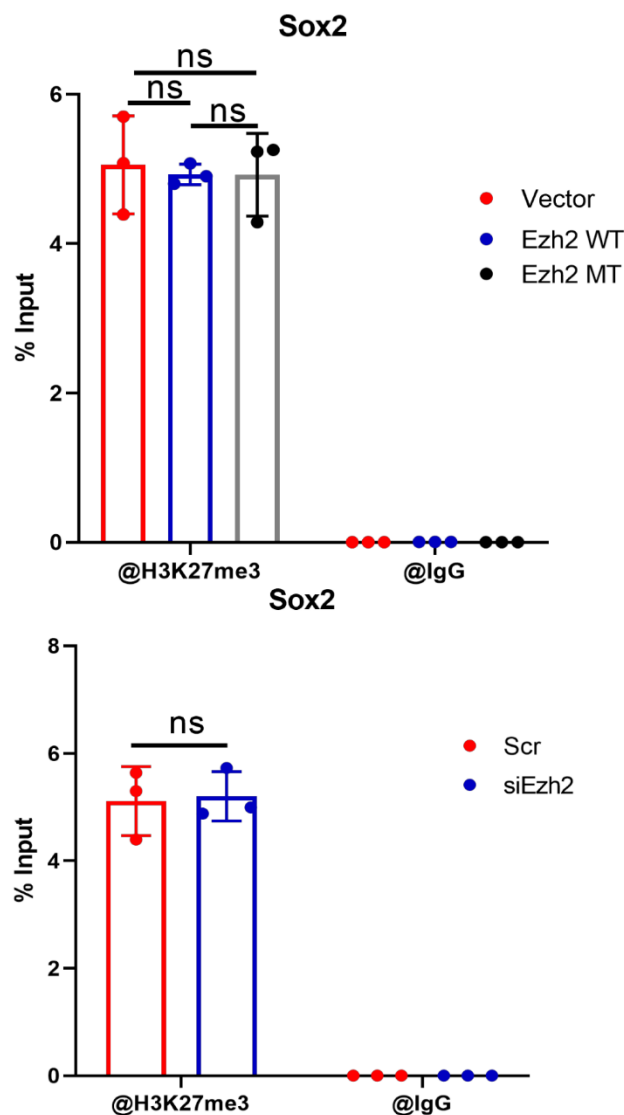 Sox2
ns
ns
ns
6
4
2
0
% Input
Vector
Ezh2 WT
Ezh2 MT
@H3K27me3
@IgG
Sox2
8
6
4
2
0
% Input
ns
Scr
siEzh2
@H3K27me3
@IgG